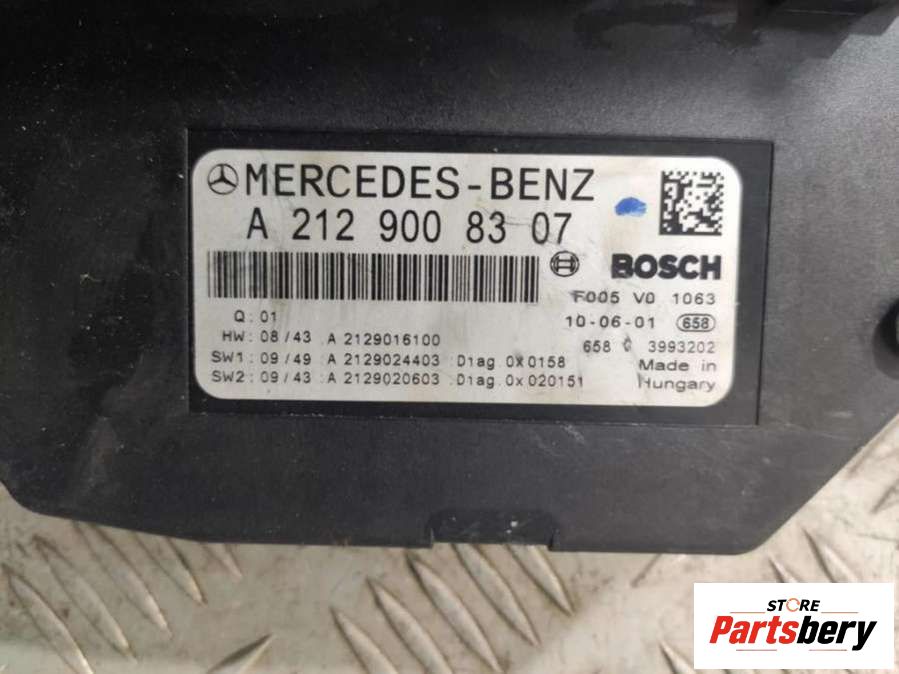 MERCEDES-BENZ
A 212 900 83 07
BOSCH
F005 V0 1063
Q: 01
10-06-01 658
HW: 08/43 A 2129016100
658 3993202
SW1: 09/49 A 2129024403 Diag. 0X0158
Made in
SW2: 09/43 A 2129020603 Diag. 0x020151
Hungary
STORE
Partsbery